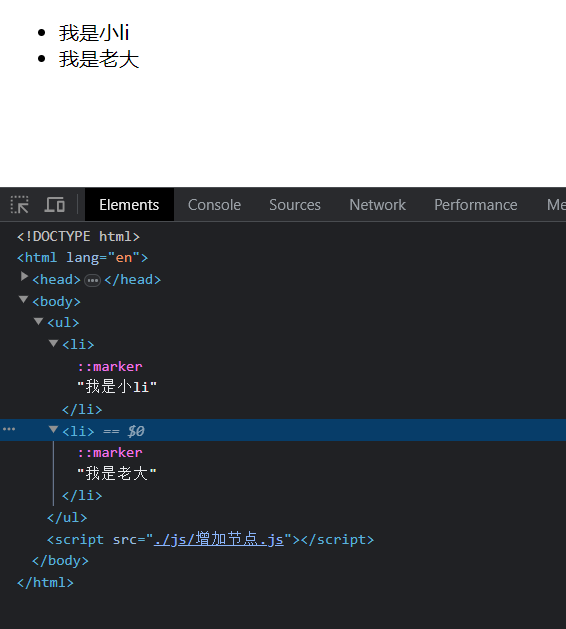 我是小li
我是老大
Elements Console Sources Network Performance Me
<!DOCTYPE html>
<html lang="en">
<head>•••</head>
<body>
<ul>
<li>
::marker
"我是小li"
</li>
••• <li> == $0
::marker
"我是老大"
</li>
</ul>
<script src="./js/增加节点.js"></script>
</body>
</html>